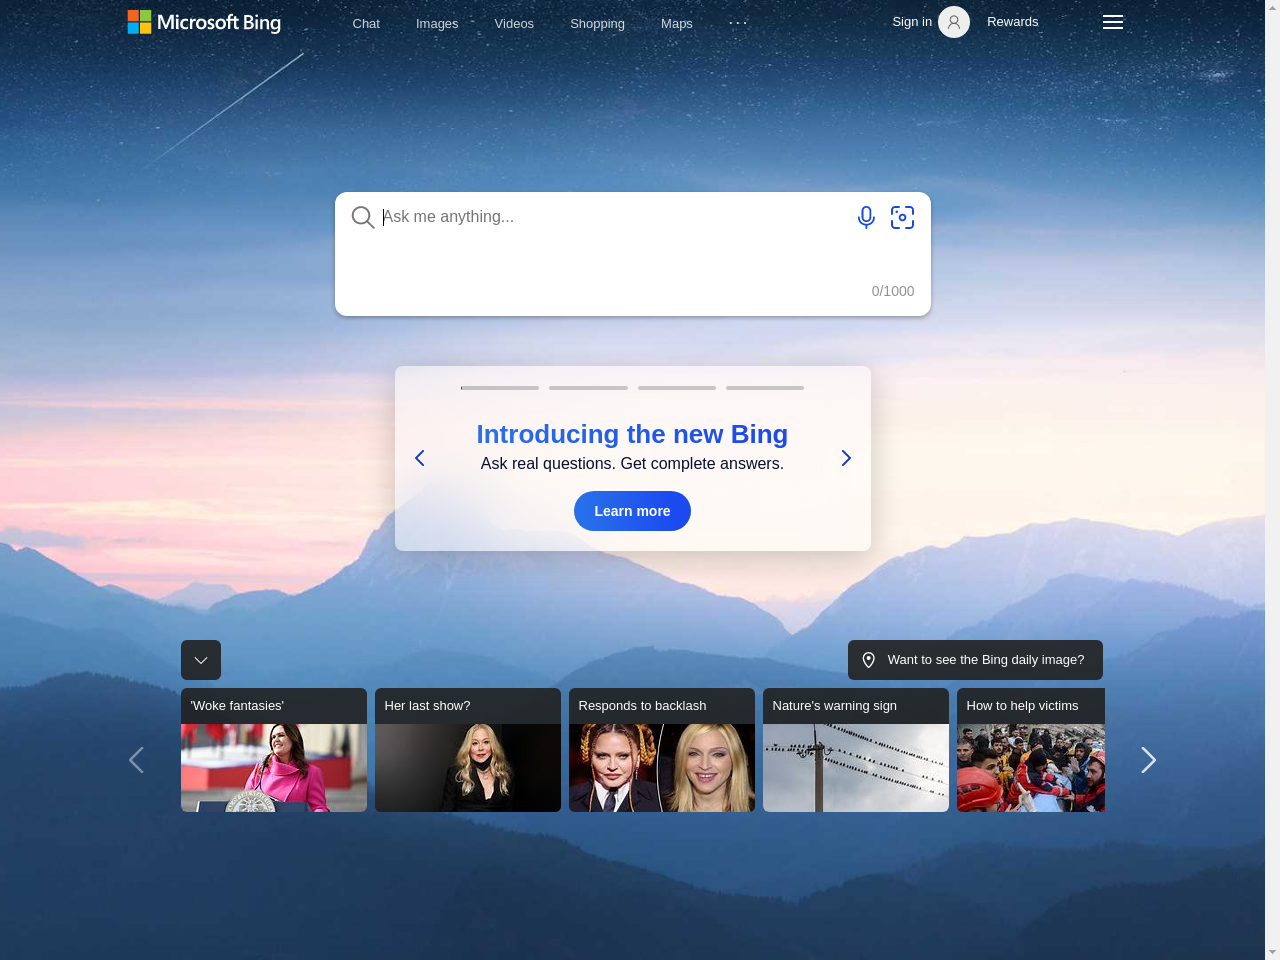 Microsoft Bing
Chat
Images
Videos
Shopping
Maps
...
Sign in
Rewards
Ask me anything...
0/1000
Introducing the new Bing
Ask real questions. Get complete answers.
Learn more
Want to see the Bing daily image?
'Woke fantasies'
Her last show?
Responds to backlash
Nature's warning sign
How to help victims